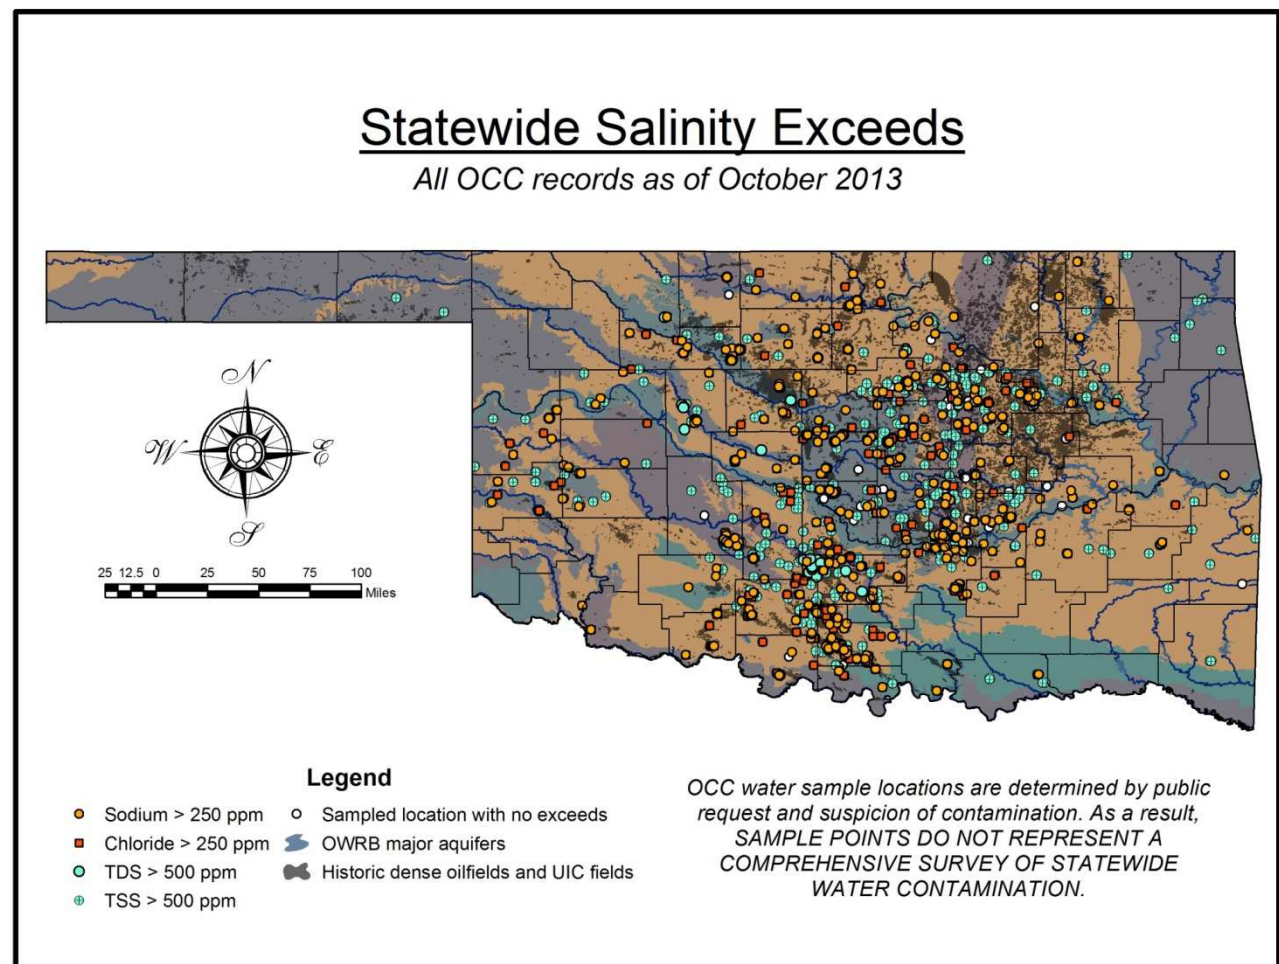 Statewide Salinity Exceeds
All OCC records as of October 2013
N
W
E
S
25 12.5 0 25 50 75 100
Miles
Legend
Sodium > 250 ppm
Chloride > 250 ppm
TDS > 500 ppm
TSS > 500 ppm
Sampled location with no exceeds
OWRB major aquifers
Historic dense oilfields and UIC fields
OCC water sample locations are determined by public
request and suspicion of contamination. As a result,
SAMPLE POINTS DO NOT REPRESENT A
COMPREHENSIVE SURVEY OF STATEWIDE
WATER CONTAMINATION.